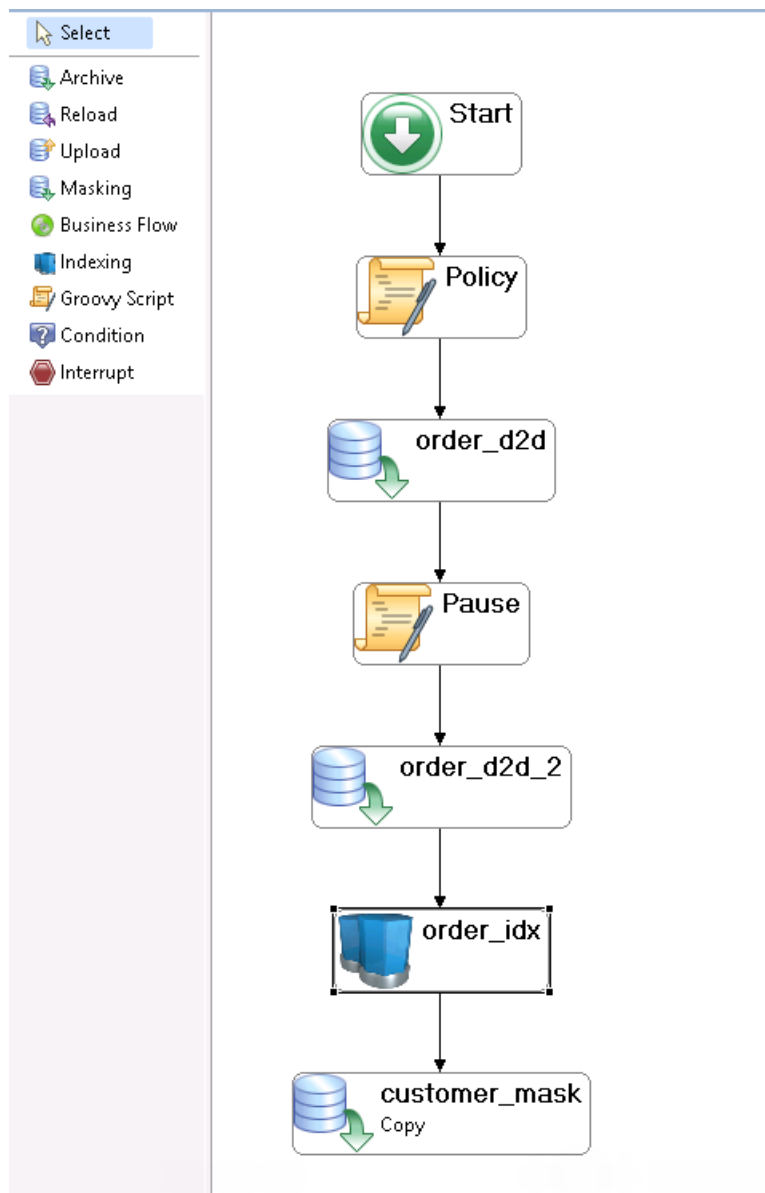 Select
Archive
Reload
Upload
Masking
Business Flow
Indexing
Groovy Script
Condition
Interrupt
Start
Policy
order_d2d
Pause
order_d2d_2
order_idx
customer_mask
Copy